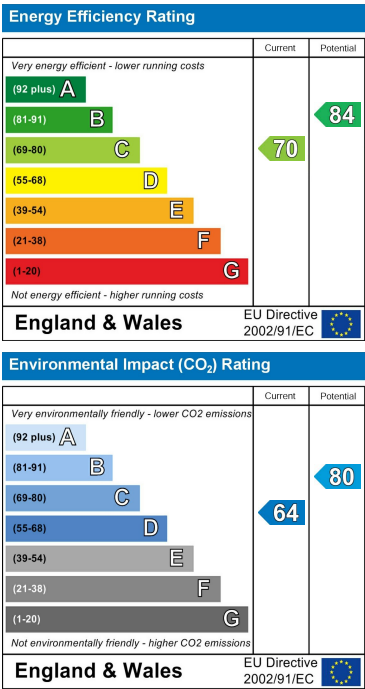 Energy Efficiency Rating
Current Potential
Very energy efficient - lower running costs
(92 plus) A
(81-91) B
84
(69-80) C
70
(55-68) D
(39-54) E
(21-38) F
(1-20) G
Not energy efficient - higher running costs
England & Wales
EU Directive
2002/91/EC
Environmental Impact (CO₂) Rating
Current Potential
Very environmentally friendly - lower CO2 emissions
(92 plus) A
(81-91) B
80
(69-80) C
64
(55-68) D
(39-54) E
(21-38) F
(1-20) G
Not environmentally friendly - higher CO2 emissions
England & Wales
EU Directive
2002/91/EC